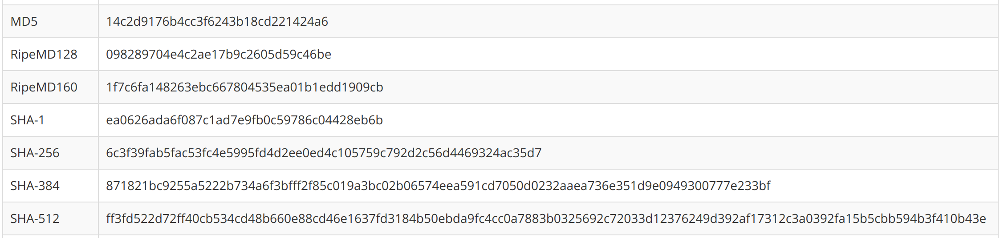 MD5 14c2d9176b4cc3f6243b18cd221424a6
RipeMD128 098289704e4c2ae17b9c2605d59c46be
RipeMD160 1f7c6fa148263ebc667804535ea01b1edd1909cb
SHA-1 ea0626ada6f087c1ad7e9fb0c59786c04428eb6b
SHA-256 6c3f39fab5fac53fc4e5995fd4d2ee0ed4c105759c792d2c56d4469324ac35d7
SHA-384 871821bc9255a5222b734a6f3bfff2f85c019a3bc02b06574eea591cd7050d0232aaea736e351d9e0949300777e233bf
SHA-512 ff3fd522d72ff40cb534cd48b660e88cd46e1637fd3184b50ebda9fc4cc0a7883b0325692c72033d12376249d392af17312c3a0392fa15b5cbb594b3f410b43e